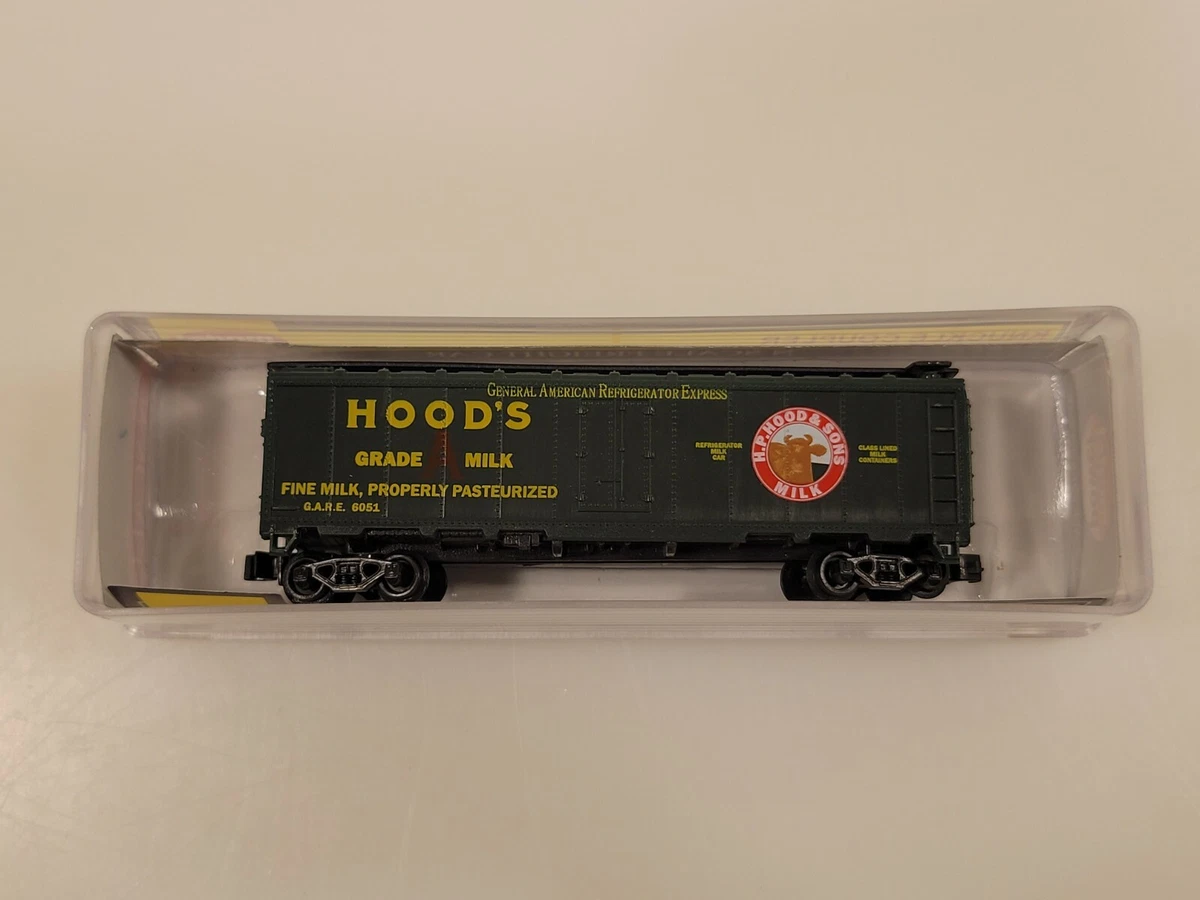 GENERAL AMERICAN REFRIGERATOR EXPRESS
HOOD'S
GRADE A MILK
FINE MILK, PROPERLY PASTEURIZED
G.A.R.E. 6051
REFRIGERATOR
MILK
CAR
H.P. HOOD & SONS
MILK
CLASS LINED
MILK
CONTAINERS